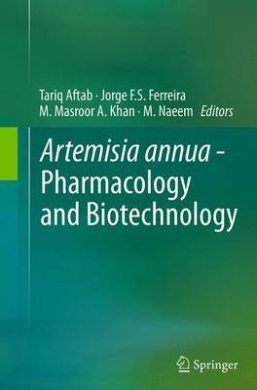 Tariq Aftab · Jorge F.S. Ferreira
M. Masroor A. Khan · M. Naeem Editors
Artemisia annua -
Pharmacology
and Biotechnology
Springer